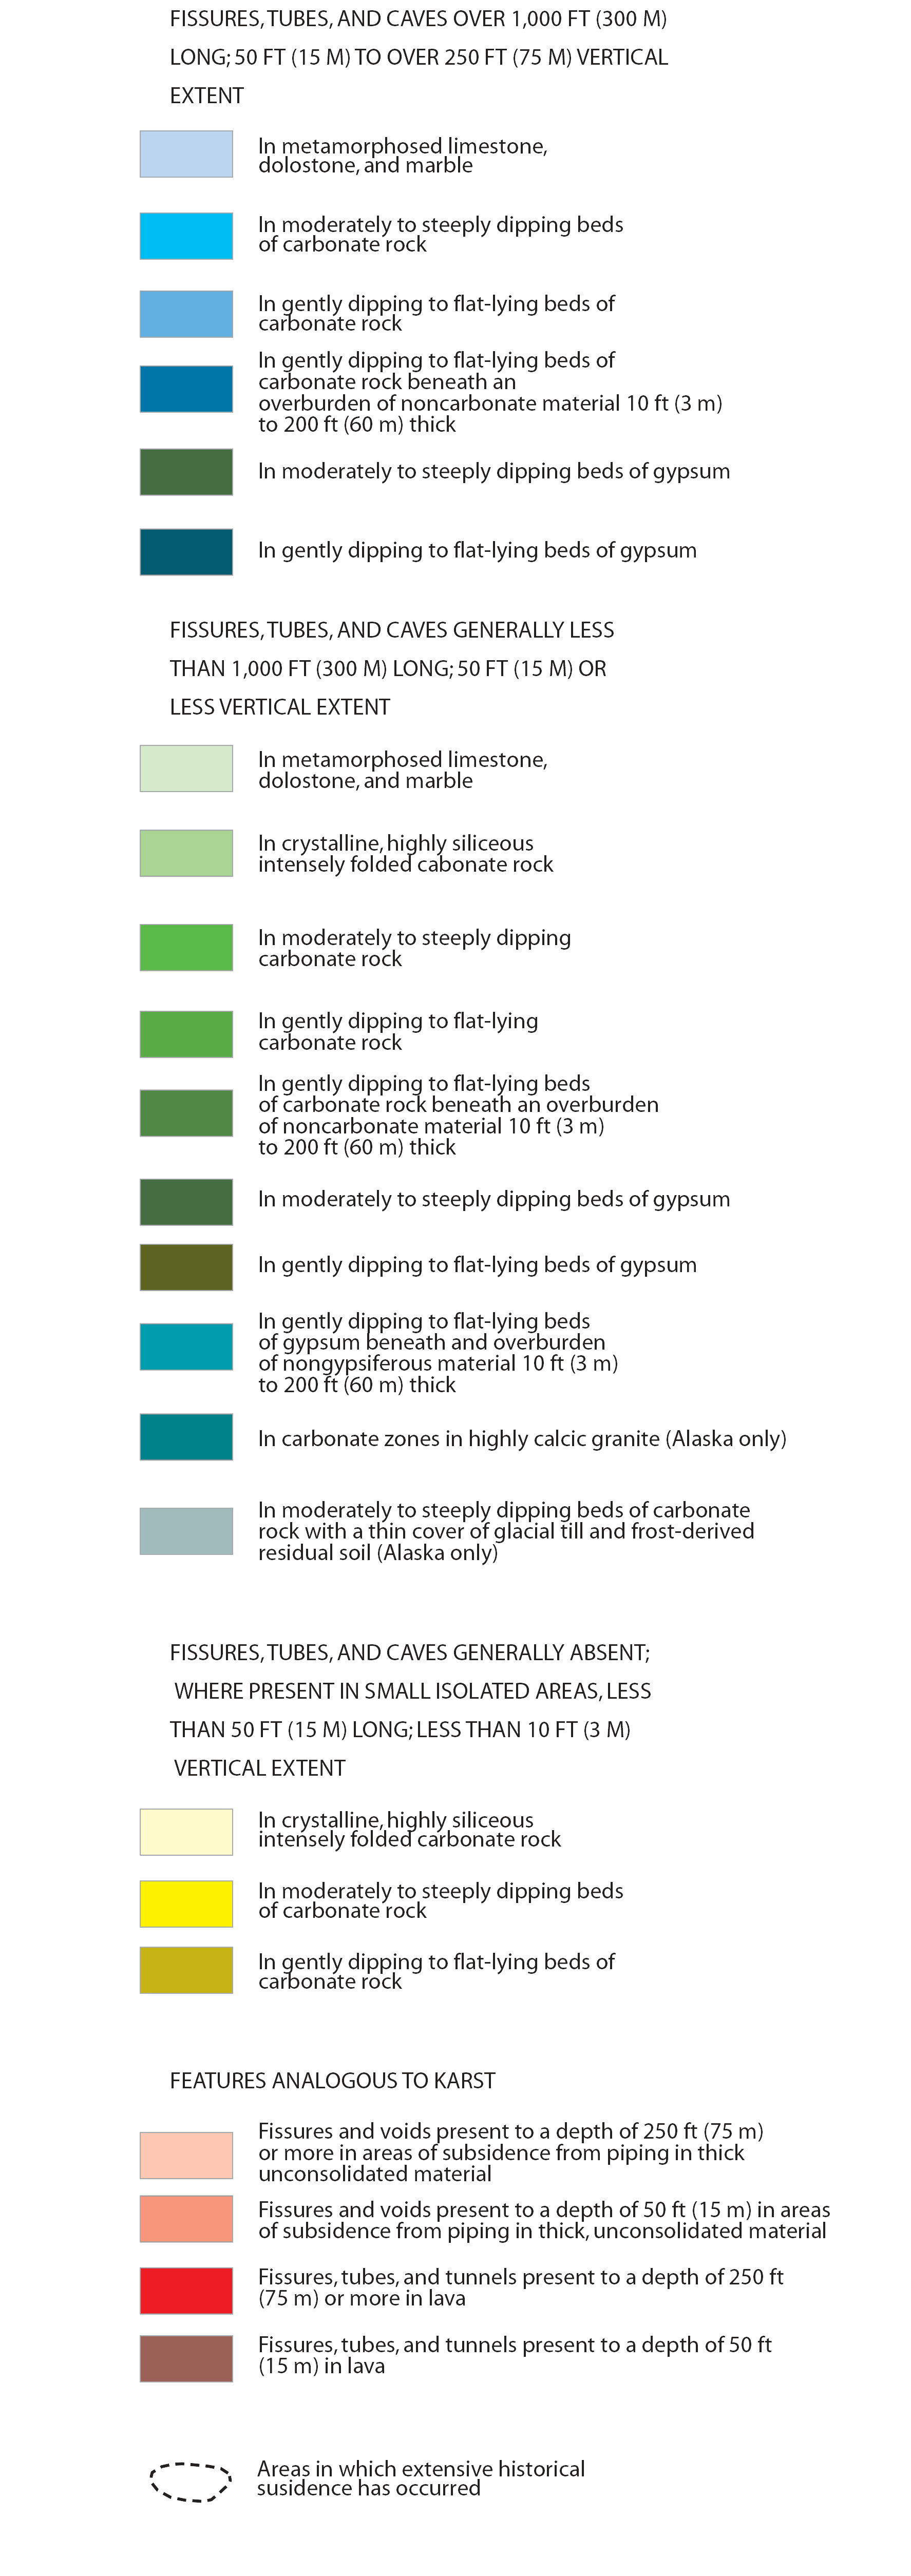 FISSURES, TUBES, AND CAVES OVER 1,000 FT (300 M)
LONG; 50 FT (15 M) TO OVER 250 FT (75 M) VERTICAL
EXTENT
In metamorphosed limestone,
dolostone, and marble
In moderately to steeply dipping beds
of carbonate rock
In gently dipping to flat-lying beds of
carbonate rock
In gently dipping to flat-lying beds of
carbonate rock beneath an
overburden of noncarbonate material 10 ft (3 m)
to 200 ft (60 m) thick
In moderately to steeply dipping beds of gypsum
In gently dipping to flat-lying beds of gypsum
FISSURES, TUBES, AND CAVES GENERALLY LESS
THAN 1,000 FT (300 M) LONG; 50 FT (15 M) OR
LESS VERTICAL EXTENT
In metamorphosed limestone,
dolostone, and marble
In crystalline, highly siliceous
intensely folded cabonate rock
In moderately to steeply dipping
carbonate rock
In gently dipping to flat-lying
carbonate rock
In gently dipping to flat-lying beds
of carbonate rock beneath an overburden
of noncarbonate material 10 ft (3 m)
to 200 ft (60 m) thick
In moderately to steeply dipping beds of gypsum
In gently dipping to flat-lying beds of gypsum
In gently dipping to flat-lying beds
of gypsum beneath and overburden
of nongypsiferous material 10 ft (3 m)
to 200 ft (60 m) thick
In carbonate zones in highly calcic granite (Alaska only)
In moderately to steeply dipping beds of carbonate
rock with a thin cover of glacial till and frost-derived
residual soil (Alaska only)
FISSURES, TUBES, AND CAVES GENERALLY ABSENT;
WHERE PRESENT IN SMALL ISOLATED AREAS, LESS
THAN 50 FT (15 M) LONG; LESS THAN 10 FT (3 M)
VERTICAL EXTENT
In crystalline, highly siliceous
intensely folded carbonate rock
In moderately to steeply dipping beds
of carbonate rock
In gently dipping to flat-lying beds of
carbonate rock
FEATURES ANALOGOUS TO KARST
Fissures and voids present to a depth of 250 ft (75 m)
or more in areas of subsidence from piping in thick
unconsolidated material
Fissures and voids present to a depth of 50 ft (15 m) in areas
of subsidence from piping in thick, unconsolidated material
Fissures, tubes, and tunnels present to a depth of 250 ft
(75 m) or more in lava
Fissures, tubes, and tunnels present to a depth of 50 ft
(15 m) in lava
Areas in which extensive historical
susidence has occurred